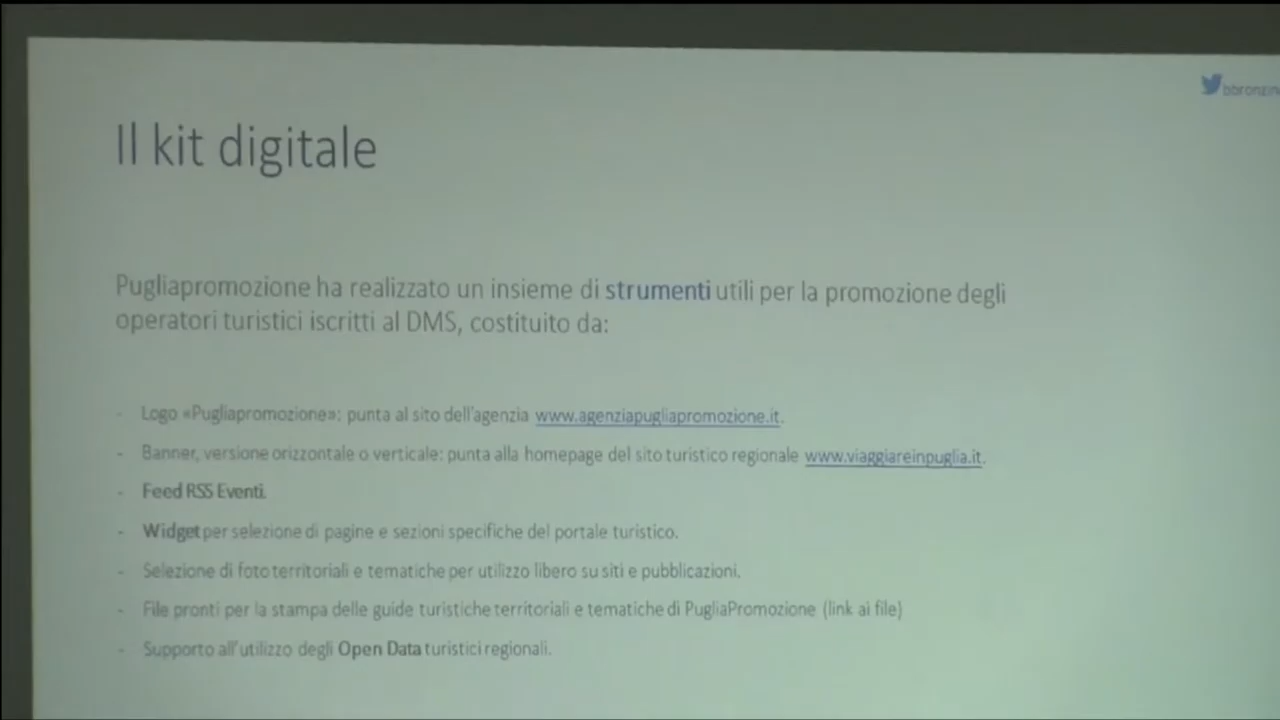 Il kit digitale
Pugliapromozione ha realizzato un insieme di strumenti utili per la promozione degli
operatori turistici iscritti al DMS, costituito da:
- Logo «Pugliapromozione»: punta al sito dell'agenzia www.agenziapugliapromozione.it.
- Banner, versione orizzontale o verticale: punta alla homepage del sito turistico regionale www.viaggiareinpuglia.it.
- Feed RSS Eventi.
- Widget per selezione di pagine e sezioni specifiche del portale turistico.
- Selezione di foto territoriali e tematiche per utilizzo libero su siti e pubblicazioni.
- File pronti per la stampa delle guide turistiche territoriali e tematiche di PugliaPromozione (link ai file)
- Supporto all'utilizzo degli Open Data turistici regionali.